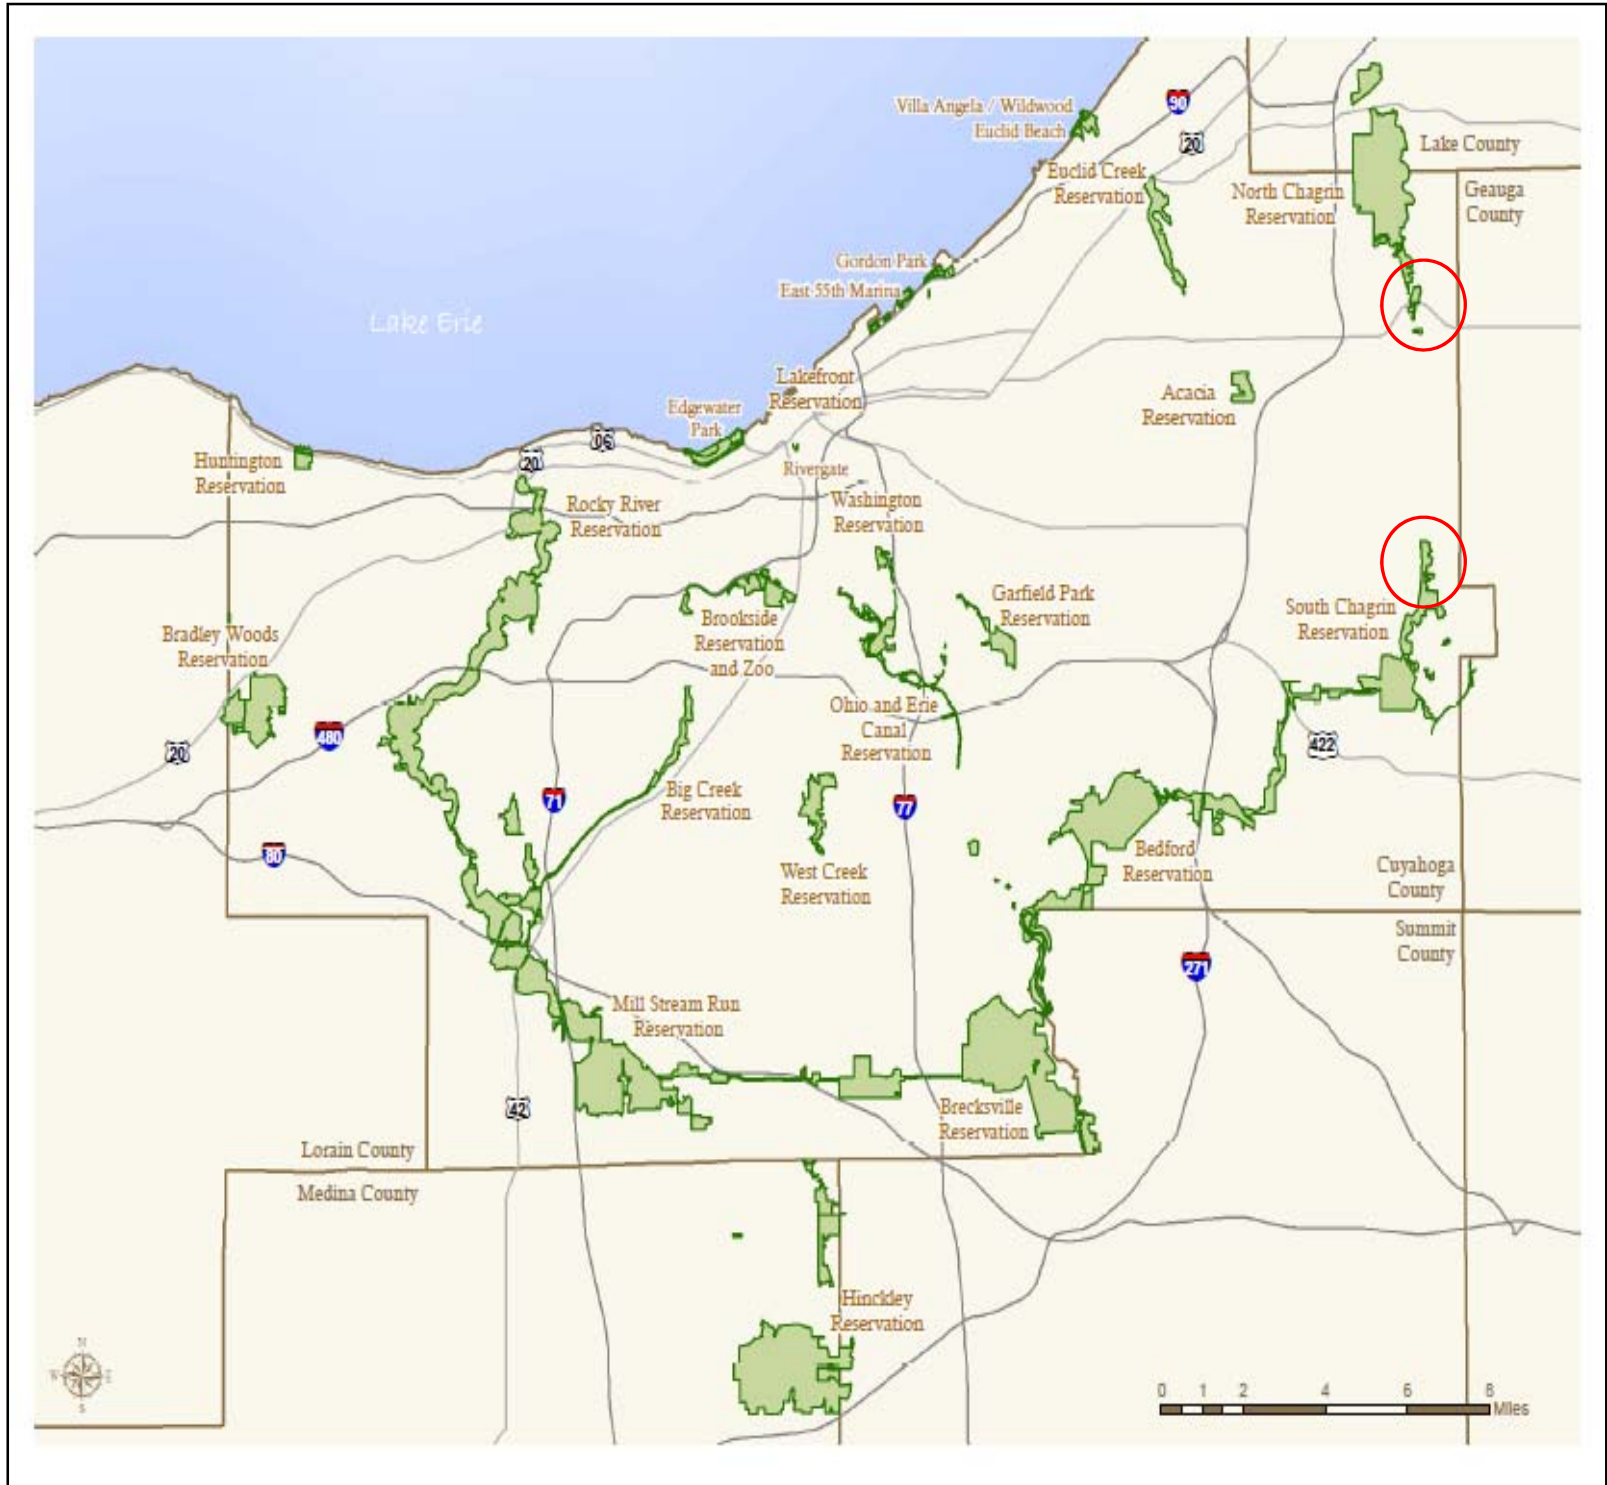 Villa Angela / Wildwood
Euclid Beach
90
20
Lake County
Euclid Creek
Reservation
North Chagrin
Reservation
Geauga
County
Gordon Park
East 55th Marina
Lake Erie
Lakefront
Reservation
Acacia
Reservation
Edgewater
Park
06
20
Rivergate
Huntington
Reservation
Rocky River
Reservation
Washington
Reservation
Garfield Park
Reservation
South Chagrin
Reservation
Brookside
Reservation
and Zoo
Bradley Woods
Reservation
Ohio and Erie
Canal
Reservation
480
20
422
71
77
Big Creek
Reservation
80
West Creek
Reservation
Bedford
Reservation
Cuyahoga
County
Summit
County
271
Mill Stream Run
Reservation
42
Brecksville
Reservation
Lorain County
Medina County
Hinckley
Reservation
N
W E
S
0 1 2 4 6 8
Miles